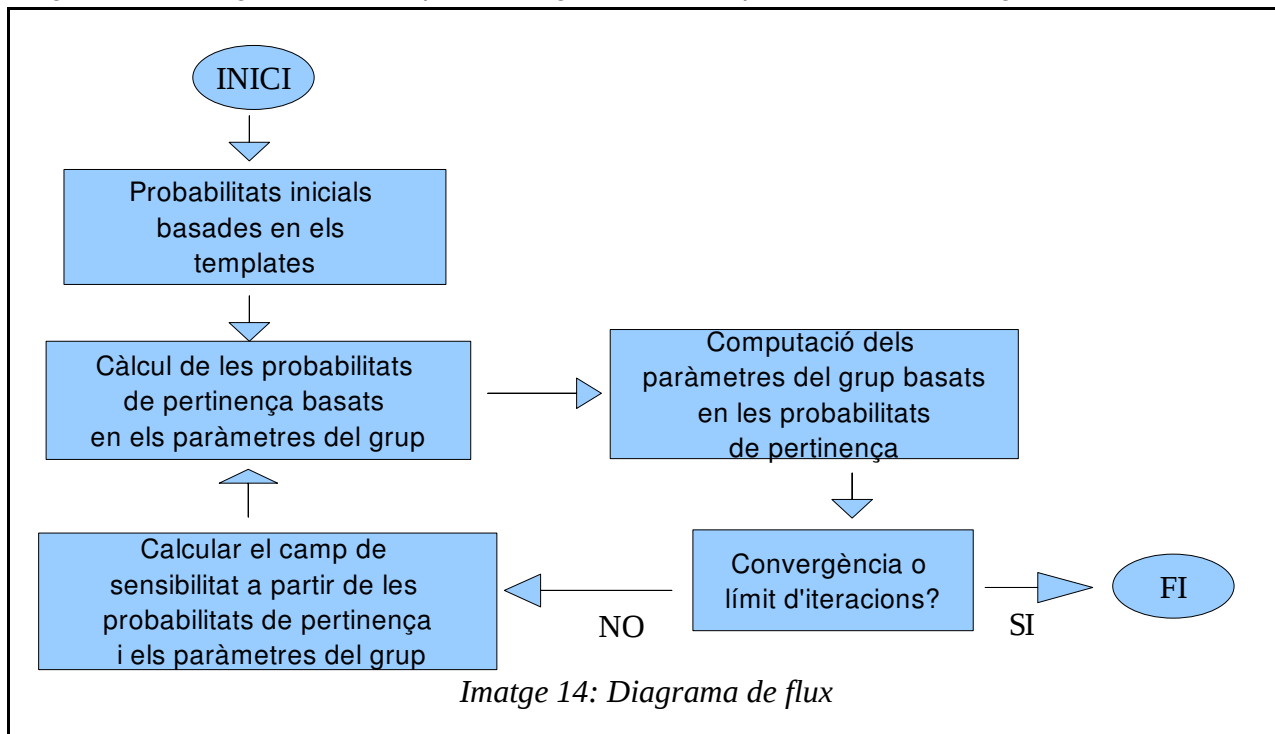 INICI
Probabilitats inicials
basades en els
templates
Càlcul de les probabilitats
de pertinença basats
en els paràmetres del grup
Computació dels
paràmetres del grup basats
en les probabilitats
de pertinença
Calcular el camp de
sensibilitat a partir de les
probabilitats de pertinença
i els paràmetres del grup
NO
Convergència o
límit d'iteracions?
SI
FI
Imatge 14: Diagrama de flux